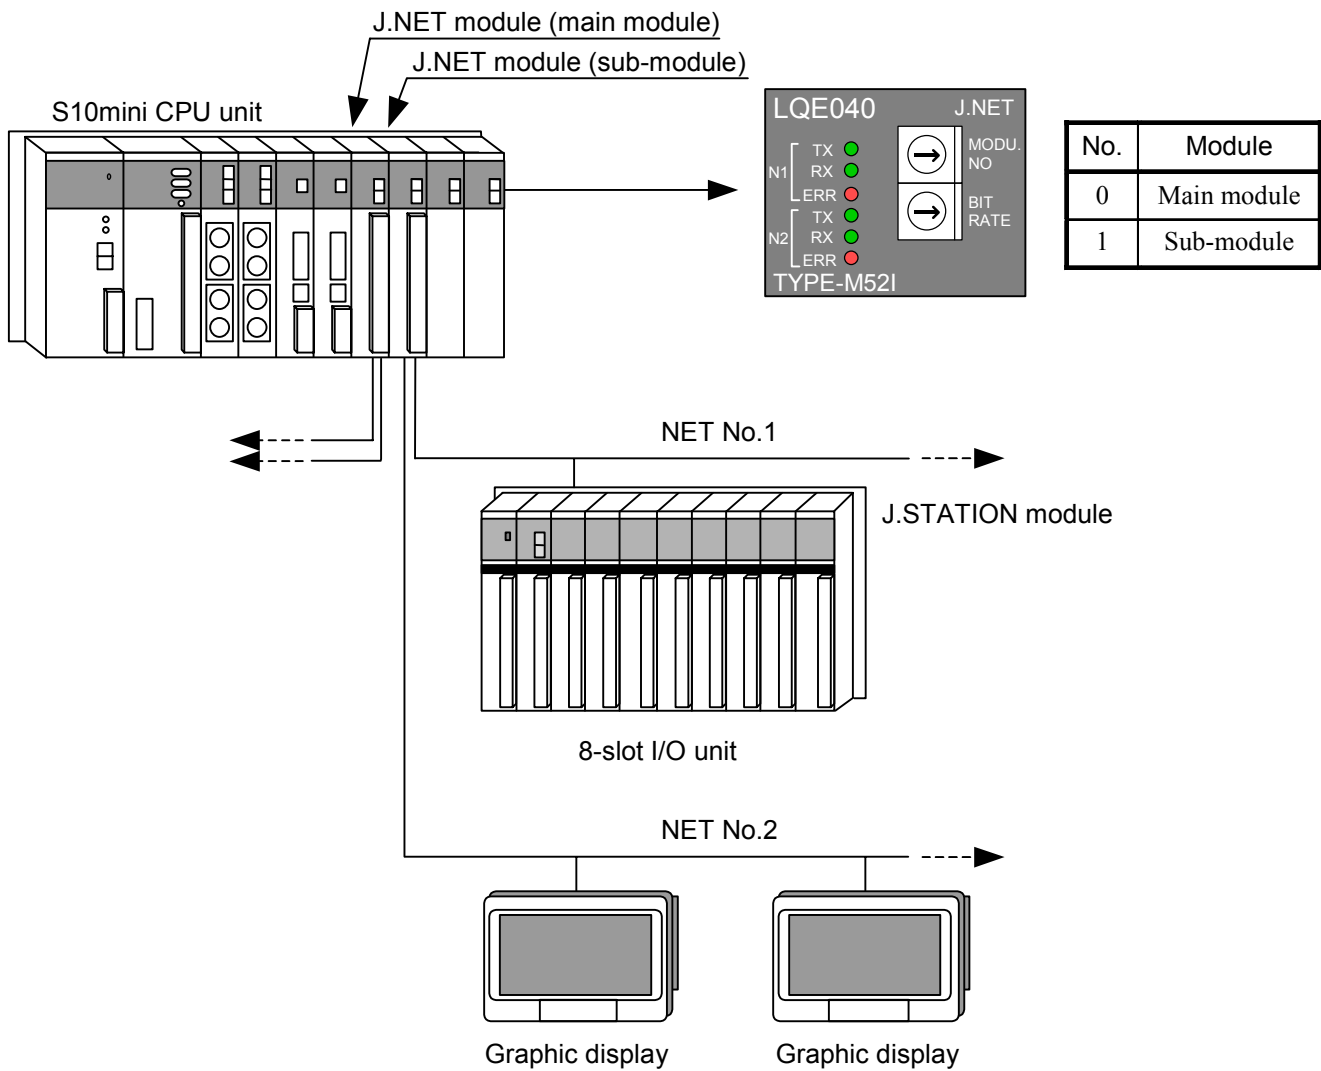 J.NET module (main module)
J.NET module (sub-module)
S10mini CPU unit
LQE040 J.NET
TX
N1 RX
ERR
TX
N2 RX
ERR
MODU.
NO
BIT
RATE
TYPE-M52I
No. Module
0 Main module
1 Sub-module
NET No.1
J.STATION module
8-slot I/O unit
NET No.2
Graphic display Graphic display